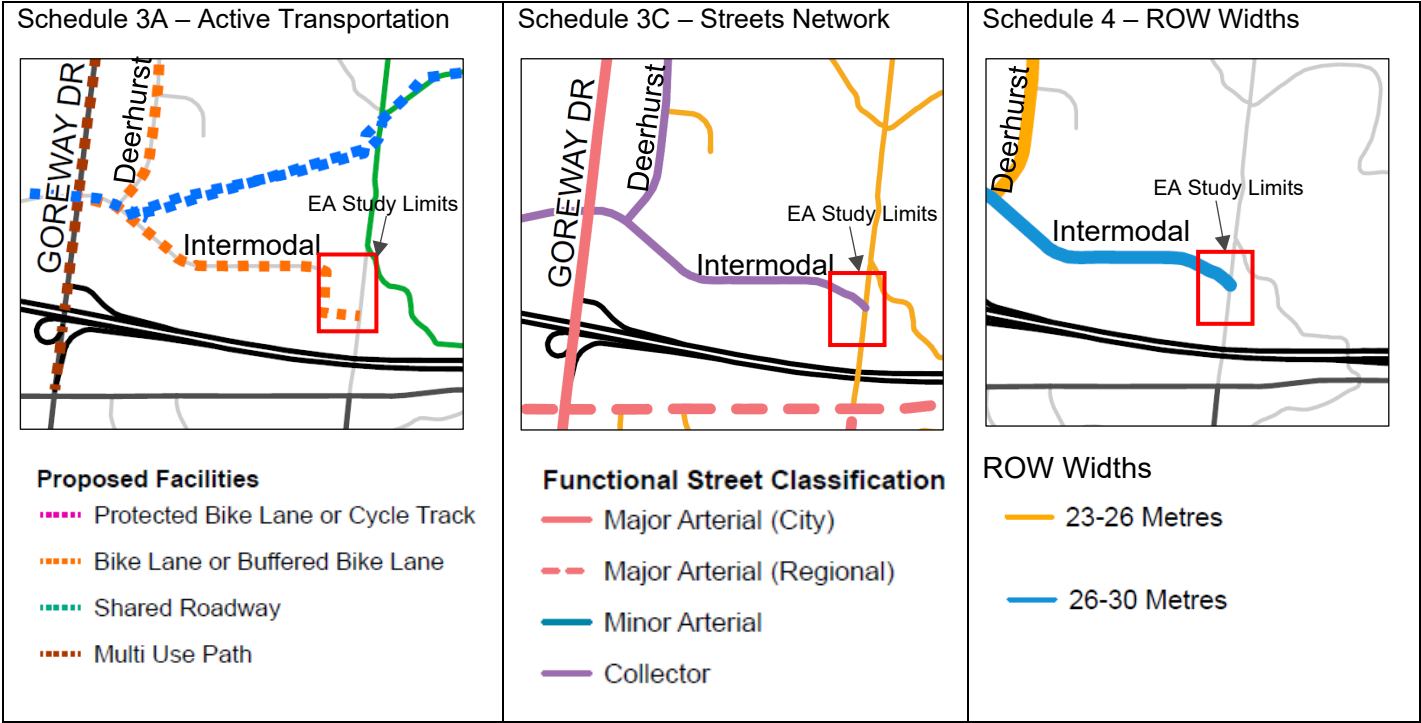 Schedule 3A – Active Transportation
GOREWAY DR
Deerhurst
EA Study Limits
Intermodal
Proposed Facilities
Protected Bike Lane or Cycle Track
Bike Lane or Buffered Bike Lane
Shared Roadway
Multi Use Path
Schedule 3C – Streets Network
GOREWAY DR
Deerhurst
EA Study Limits
Intermodal
Functional Street Classification
Major Arterial (City)
Major Arterial (Regional)
Minor Arterial
Collector
Schedule 4 – ROW Widths
Deerhurst
EA Study Limits
Intermodal
ROW Widths
23-26 Metres
26-30 Metres